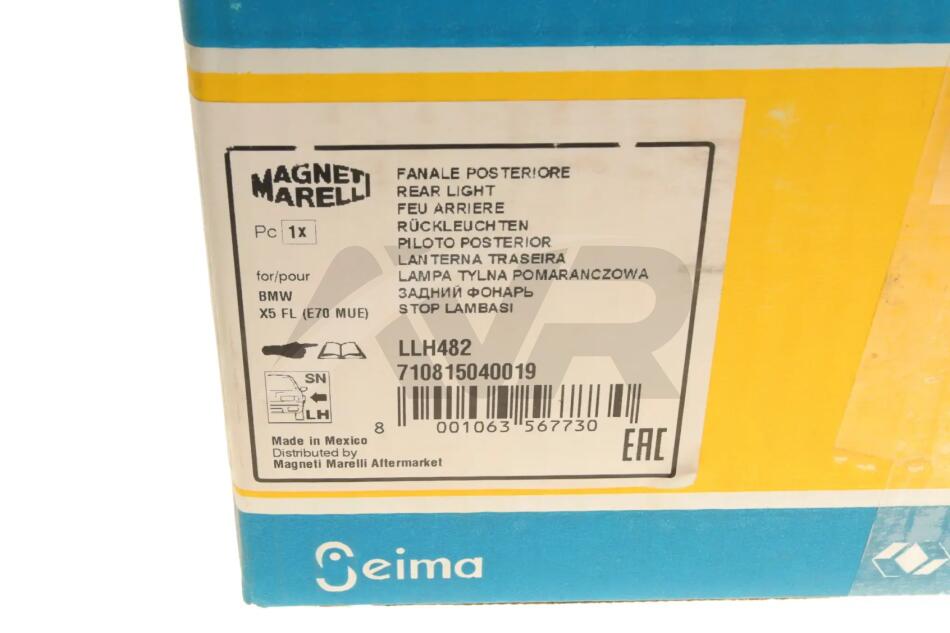 MAGNETI
MARELLI
Pc 1x
for/pour
BMW
X5 FL (E70 MUE)
FANALE POSTERIORE
REAR LIGHT
FEU ARRIERE
RÜCKLEUCHTEN
PILOTO POSTERIOR
LANTERNA TRASEIRA
LAMPA TYLNA POMARANCZOWA
ЗАДНИЙ ФОНАРЬ
STOP LAMBASI
LLH482
710815040019
SN
LH
8 001063 567730
EAC
Made in Mexico
Distributed by
Magneti Marelli Aftermarket
Seima
AVR